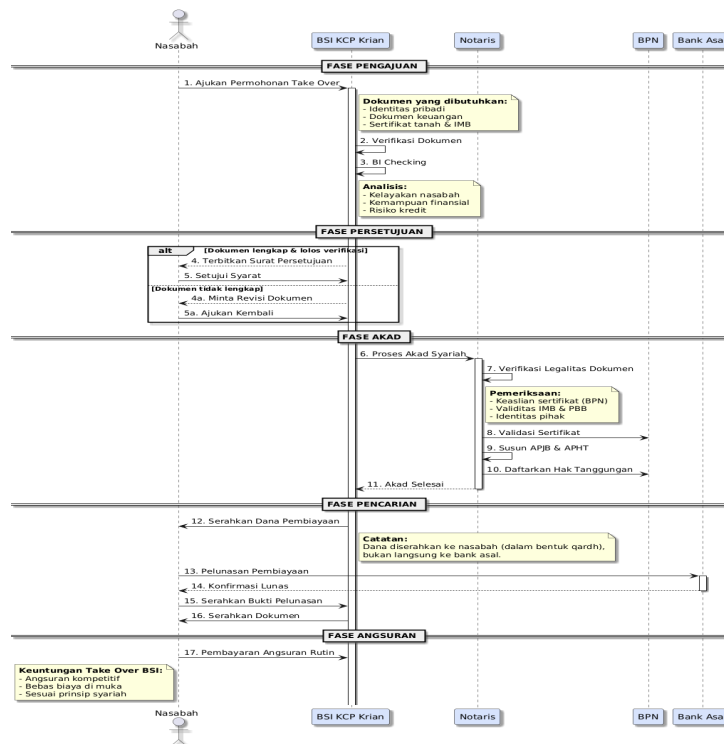 Nasabah
BSI KCP Krian
Notaris
BPN
Bank Asa
FASE PENGAJUAN
1. Ajukan Permohonan Take Over
Dokumen yang dibutuhkan:
- Identitas pribadi
- Dokumen keuangan
- Sertifikat tanah & IMB
2. Verifikasi Dokumen
3. BI Checking
Analisis:
- Kelayakan nasabah
- Kemampuan finansial
- Risiko kredit
FASE PERSETUJUAN
alt [Dokumen lengkap & lolos verifikasi]
4. Terbitkan Surat Persetujuan
5. Setujui Syarat
[Dokumen tidak lengkap]
4a. Minta Revisi Dokumen
5a. Ajukan Kembali
FASE AKAD
6. Proses Akad Syariah
7. Verifikasi Legalitas Dokumen
Pemeriksaan:
- Keaslian sertifikat (BPN)
- Validitas IMB & PBB
- Identitas pihak
8. Validasi Sertifikat
9. Susun APJB & APHT
10. Daftarkan Hak Tanggungan
11. Akad Selesai
FASE PENCARIAN
12. Serahkan Dana Pembiayaan
Catatan:
Dana diserahkan ke nasabah (dalam bentuk qardh),
bukan langsung ke bank asal.
13. Pelunasan Pembiayaan
14. Konfirmasi Lunas
15. Serahkan Bukti Pelunasan
16. Serahkan Dokumen
FASE ANGSURAN
17. Pembayaran Angsuran Rutin
Keuntungan Take Over BSI:
- Angsuran kompetitif
- Bebas biaya di muka
- Sesuai prinsip syariah
Nasabah
BSI KCP Krian
Notaris
BPN
Bank Asa